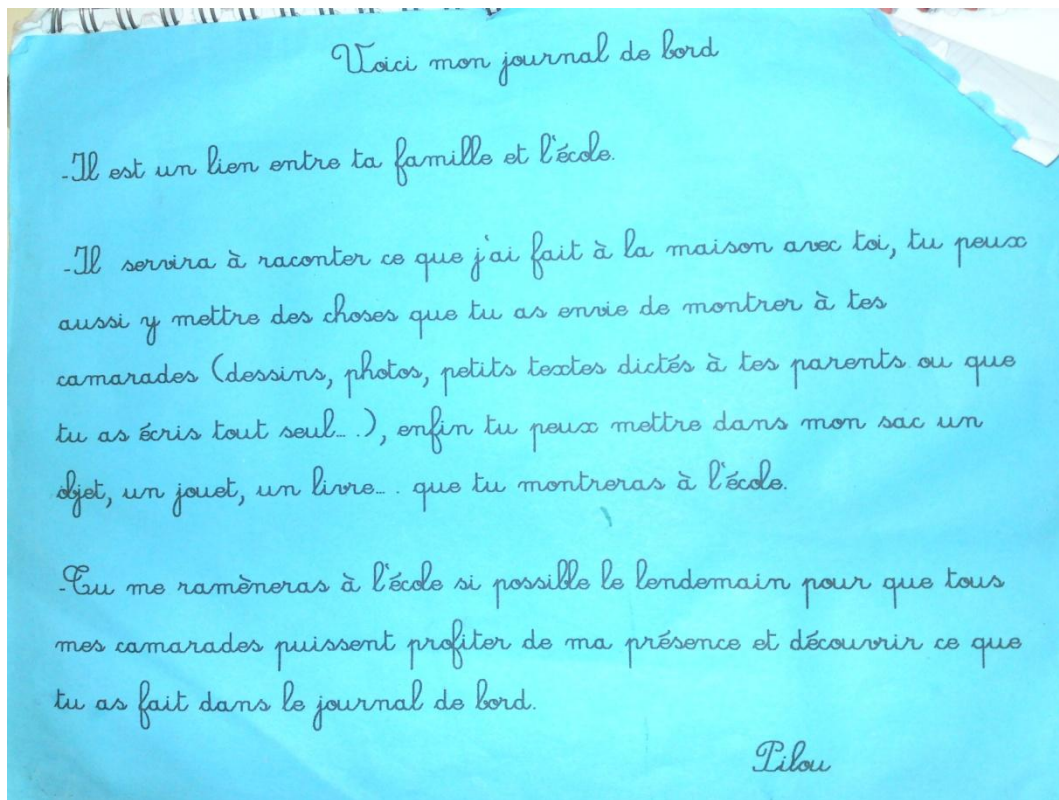 Voici mon journal de bord
-Il est un lien entre ta famille et l'école.
-Il servira à raconter ce que j'ai fait à la maison avec toi, tu peux
aussi y mettre des choses que tu as envie de montrer à tes
camarades (dessins, photos, petits textes dictés à tes parents ou que
tu as écris tout seul...), enfin tu peux mettre dans mon sac un
objet, un jouet, un livre... que tu montreras à l'école.
-Tu me ramèneras à l'école si possible le lendemain pour que tous
mes camarades puissent profiter de ma présence et découvrir ce que
tu as fait dans le journal de bord.
Pilou